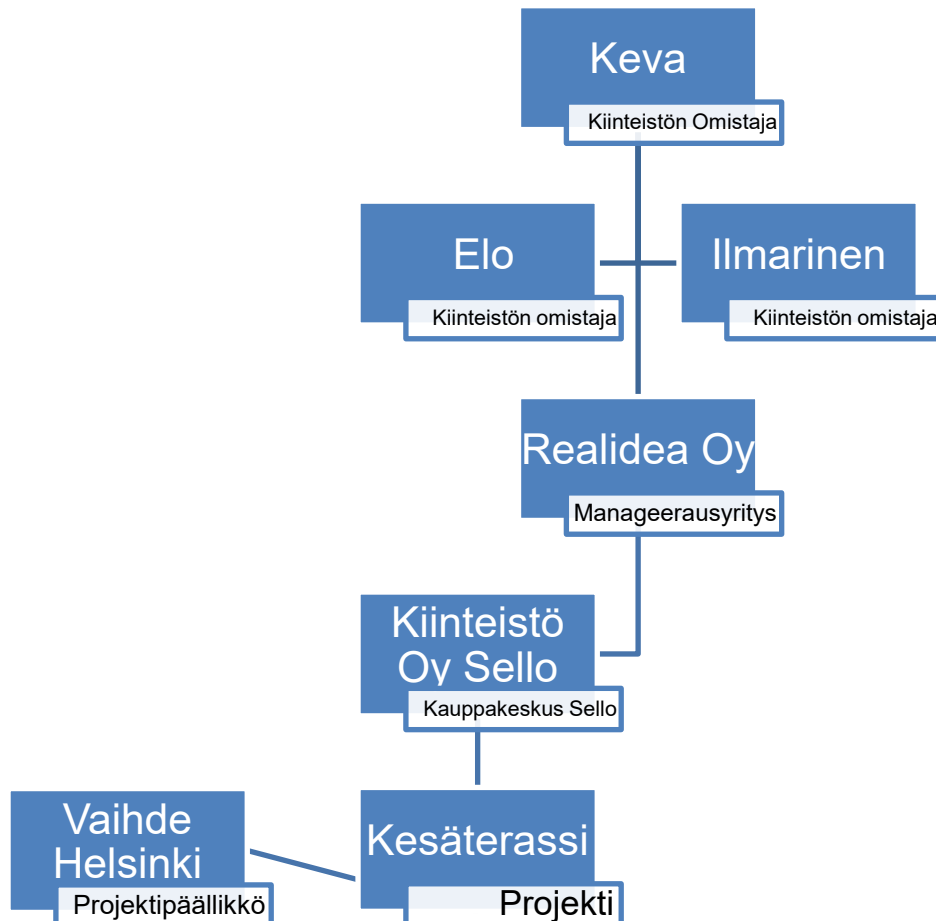 Keva
Kiinteistön Omistaja
Elo
Kiinteistön omistaja
Ilmarinen
Kiinteistön omistaja
Realidea Oy
Manageerausyritys
Kiinteistö
Oy Sello
Kauppakeskus Sello
Vaihde
Helsinki
Projektipäällikkö
Kesäterassi
Projekti